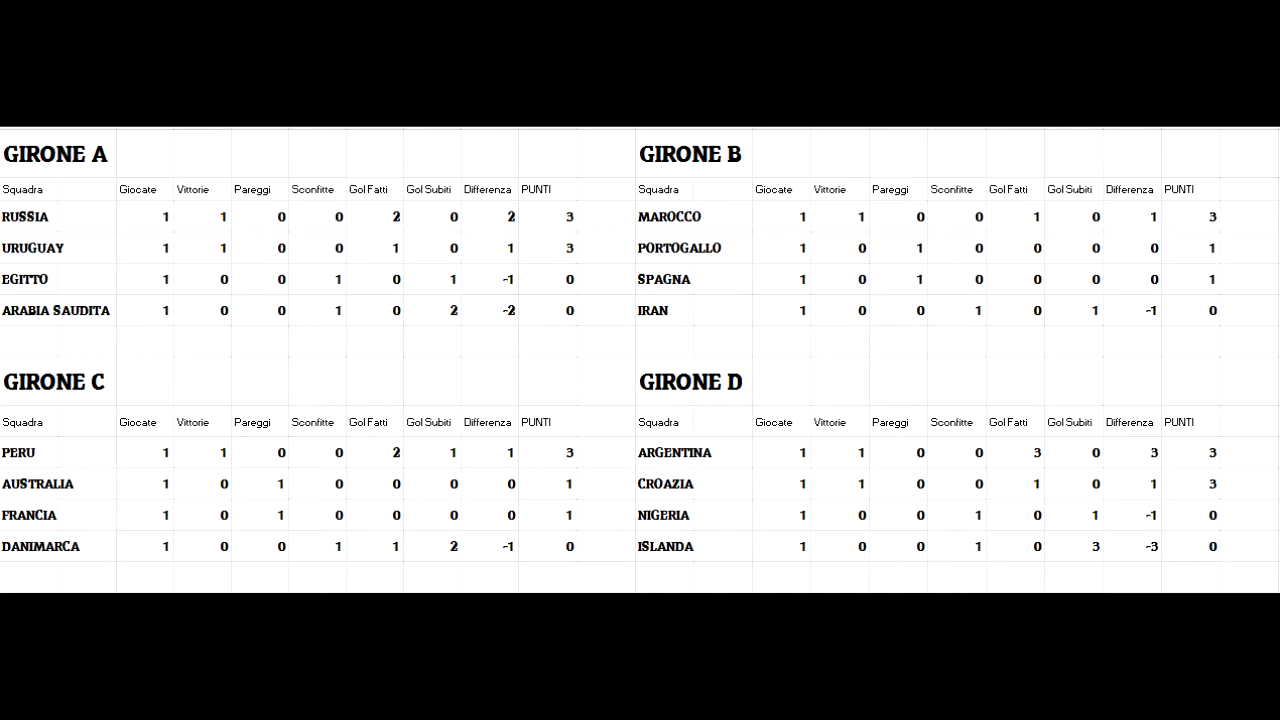 GIRONE A
Squadra Giocate Vittorie Pareggi Sconfitte Gol Fatti Gol Subiti Differenza PUNTI
RUSSIA 1 1 0 0 2 0 2 3
URUGUAY 1 1 0 0 1 0 1 3
EGITTO 1 0 0 1 0 1 -1 0
ARABIA SAUDITA 1 0 0 1 0 2 -2 0
GIRONE B
Squadra Giocate Vittorie Pareggi Sconfitte Gol Fatti Gol Subiti Differenza PUNTI
MAROCCO 1 1 0 0 1 0 1 3
PORTOGALLO 1 0 1 0 0 0 0 1
SPAGNA 1 0 1 0 0 0 0 1
IRAN 1 0 0 1 0 1 -1 0
GIRONE C
Squadra Giocate Vittorie Pareggi Sconfitte Gol Fatti Gol Subiti Differenza PUNTI
PERU 1 1 0 0 2 1 1 3
AUSTRALIA 1 0 1 0 0 0 0 1
FRANCIA 1 0 1 0 0 0 0 1
DANIMARCA 1 0 0 1 1 2 -1 0
GIRONE D
Squadra Giocate Vittorie Pareggi Sconfitte Gol Fatti Gol Subiti Differenza PUNTI
ARGENTINA 1 1 0 0 3 0 3 3
CROAZIA 1 1 0 0 1 0 1 3
NIGERIA 1 0 0 1 0 1 -1 0
ISLANDA 1 0 0 1 0 3 -3 0